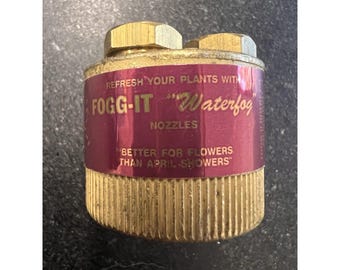 REFRESH YOUR PLANTS WITH
FOGG-IT "Waterfog"
NOZZLES
"BETTER FOR FLOWERS
THAN APRIL SHOWERS"